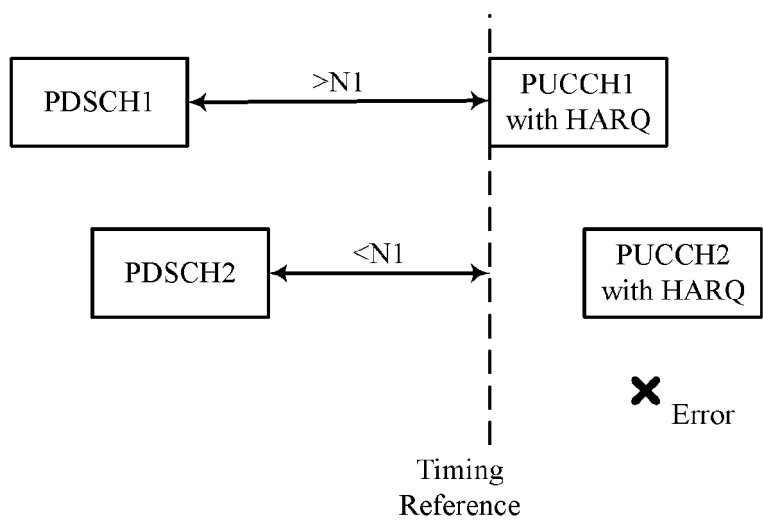 PDSCH1
>N1
PUCCH1
with HARQ
PDSCH2
<N1
PUCCH2
with HARQ
Error
Timing
Reference